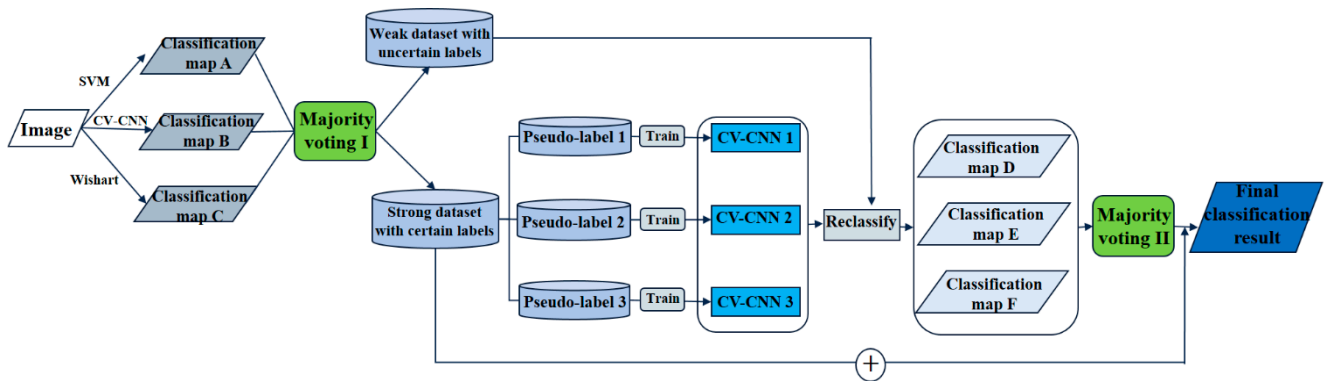 Image
SVM
CV-CNN
Wishart
Classification
map A
Classification
map B
Classification
map C
Majority
voting I
Weak dataset with
uncertain labels
Strong dataset
with certain labels
Pseudo-label 1
Train
CV-CNN 1
Pseudo-label 2
Train
CV-CNN 2
Pseudo-label 3
Train
CV-CNN 3
Reclassify
Classification
map D
Classification
map E
Classification
map F
Majority
voting II
Final
classification
result
+